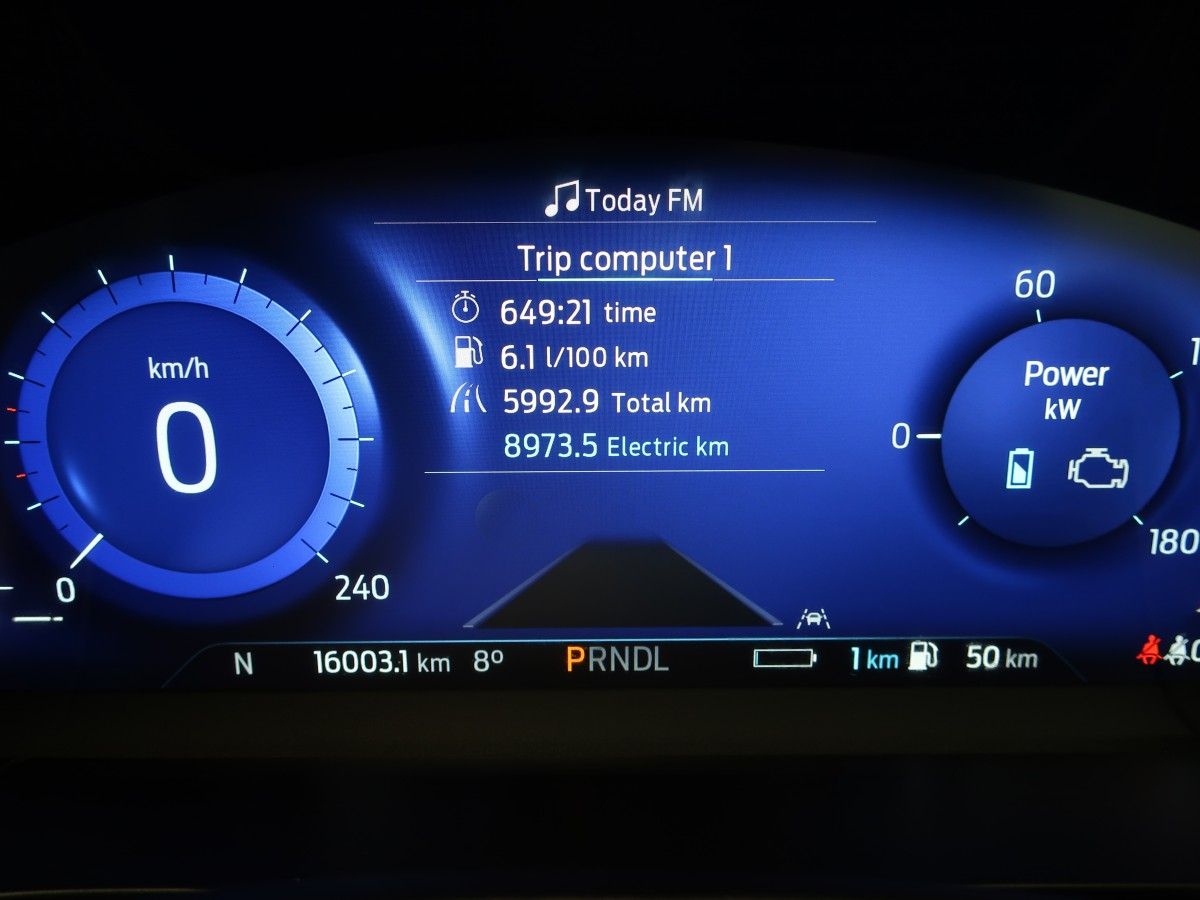 Today FM
Trip computer 1
649:21 time
6.1 l/100 km
5992.9 Total km
8973.5 Electric km
km/h
0
0
240
60
Power
kW
0
180
N 16003.1 km 8° PRNDL 1 km 50 km